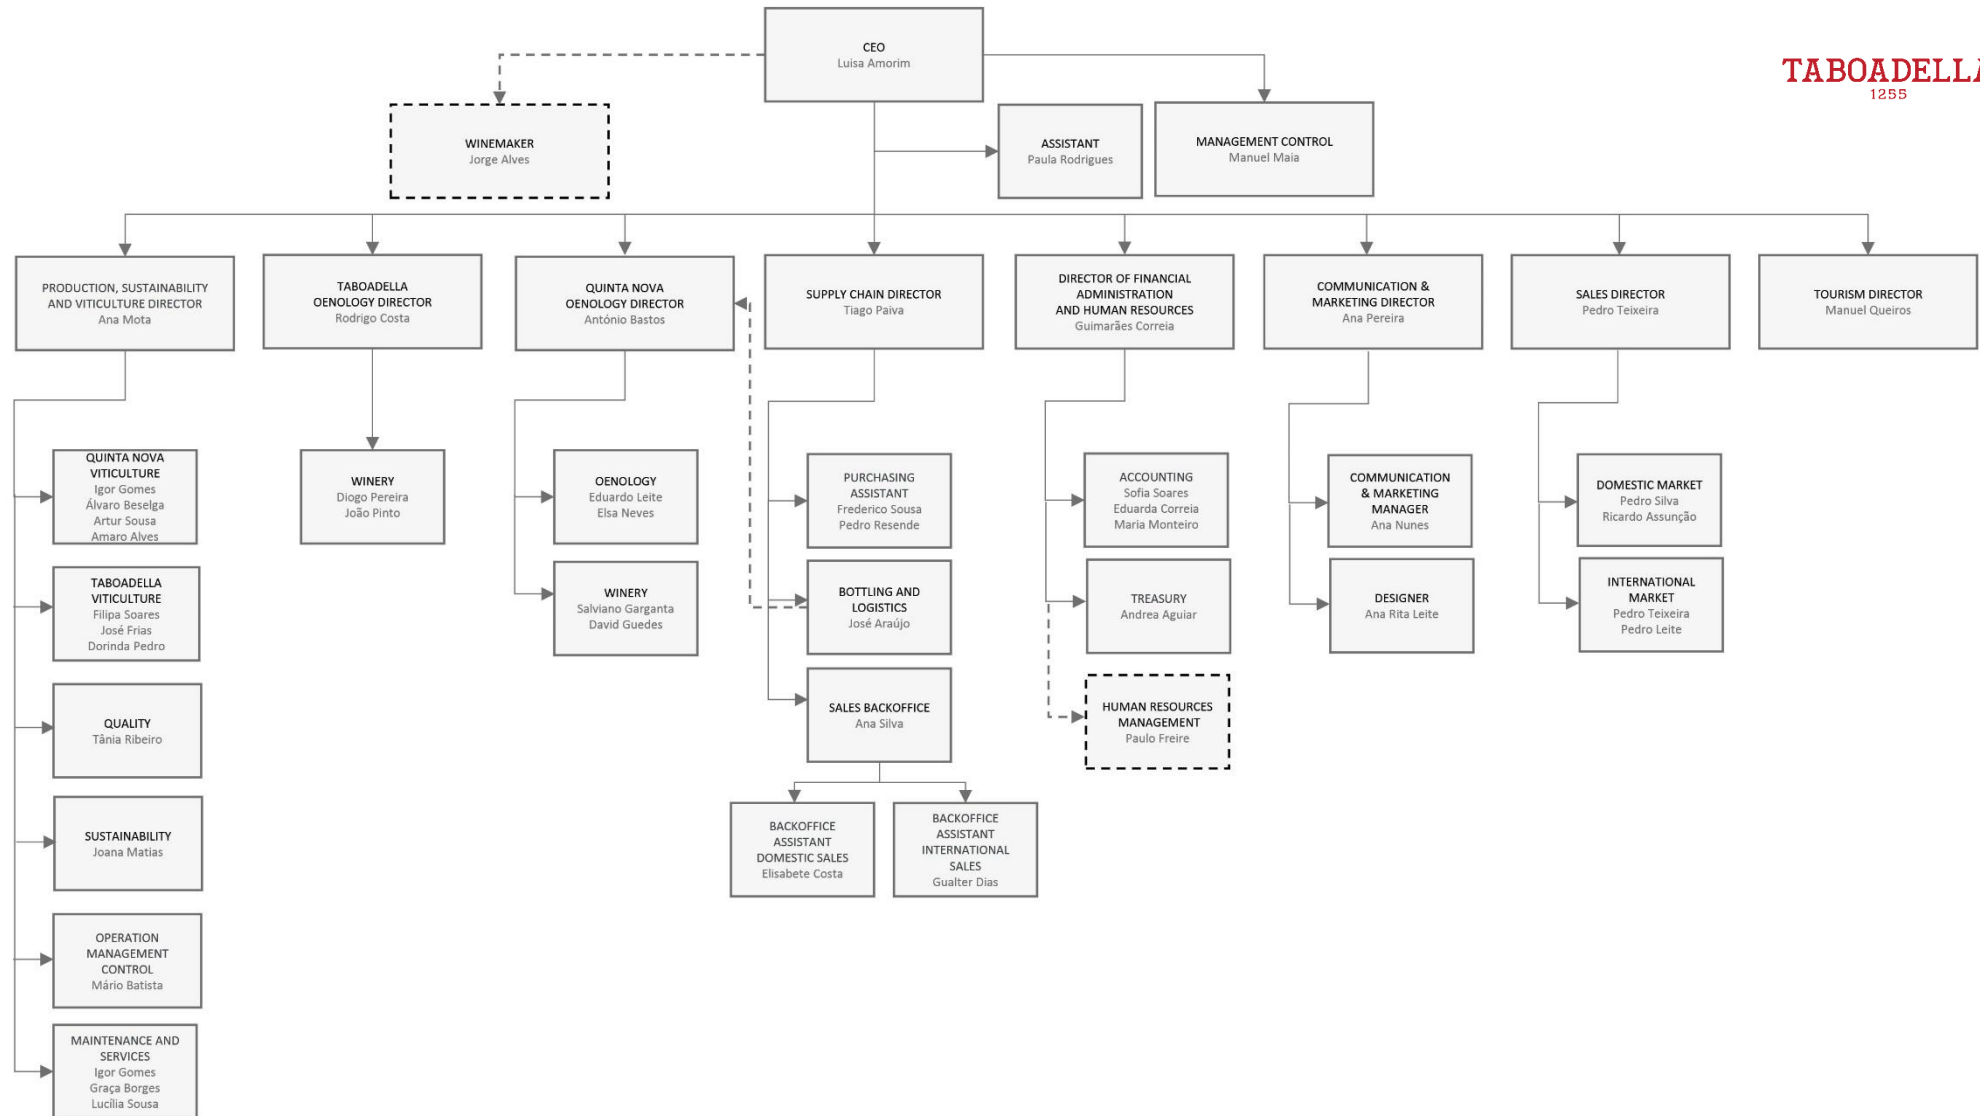 CEO
Luisa Amorim
TABOADELLA
1255
WINEMAKER
Jorge Alves
ASSISTANT
Paula Rodrigues
MANAGEMENT CONTROL
Manuel Maia
PRODUCTION, SUSTAINABILITY
AND VITICULTURE DIRECTOR
Ana Mota
TABOADELLA
OENOLOGY DIRECTOR
Rodrigo Costa
QUINTA NOVA
OENOLOGY DIRECTOR
António Bastos
SUPPLY CHAIN DIRECTOR
Tiago Paiva
DIRECTOR OF FINANCIAL
ADMINISTRATION
AND HUMAN RESOURCES
Guimarães Correia
COMMUNICATION &
MARKETING DIRECTOR
Ana Pereira
SALES DIRECTOR
Pedro Teixeira
TOURISM DIRECTOR
Manuel Queiros
QUINTA NOVA
VITICULTURE
Igor Gomes
Álvaro Beselga
Artur Sousa
Amaro Alves
TABOADELLA
VITICULTURE
Filipa Soares
José Frias
Dorinda Pedro
QUALITY
Tânia Ribeiro
SUSTAINABILITY
Joana Matias
OPERATION
MANAGEMENT
CONTROL
Mário Batista
MAINTENANCE AND
SERVICES
Igor Gomes
Graça Borges
Lucília Sousa
WINERY
Diogo Pereira
João Pinto
OENOLOGY
Eduardo Leite
Elsa Neves
WINERY
Salviano Garganta
David Guedes
PURCHASING
ASSISTANT
Frederico Sousa
Pedro Resende
BOTTLING AND
LOGISTICS
José Araújo
SALES BACKOFFICE
Ana Silva
BACKOFFICE
ASSISTANT
DOMESTIC SALES
Elisabete Costa
BACKOFFICE
ASSISTANT
INTERNATIONAL
SALES
Gualter Dias
ACCOUNTING
Sofia Soares
Eduarda Correia
Maria Monteiro
TREASURY
Andrea Aguiar
HUMAN RESOURCES
MANAGEMENT
Paulo Freire
COMMUNICATION
& MARKETING
MANAGER
Ana Nunes
DESIGNER
Ana Rita Leite
DOMESTIC MARKET
Pedro Silva
Ricardo Assunção
INTERNATIONAL
MARKET
Pedro Teixeira
Pedro Leite